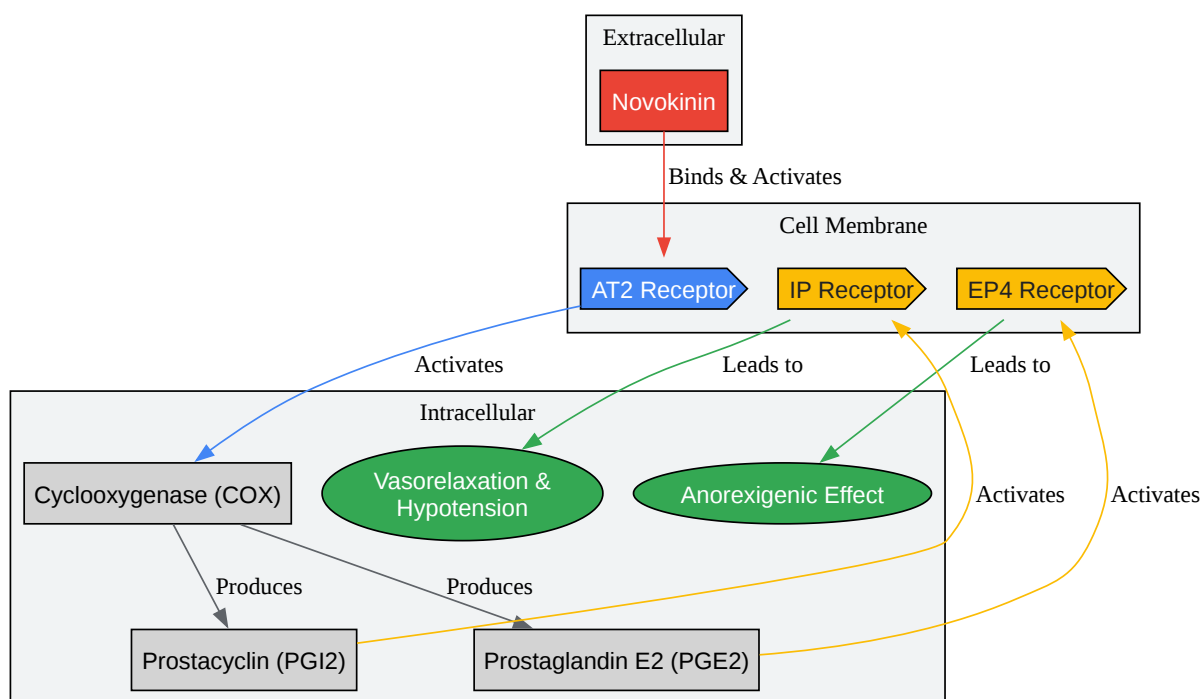 Extracellular
Novokinin
Binds & Activates
Cell Membrane
AT2 Receptor
IP Receptor
EP4 Receptor
Activates
Leads to
Leads to
Intracellular
Cyclooxygenase (COX)
Vasorelaxation &
Hypotension
Anorexigenic Effect
Activates
Activates
Produces
Produces
Prostacyclin (PGI2)
Prostaglandin E2 (PGE2)